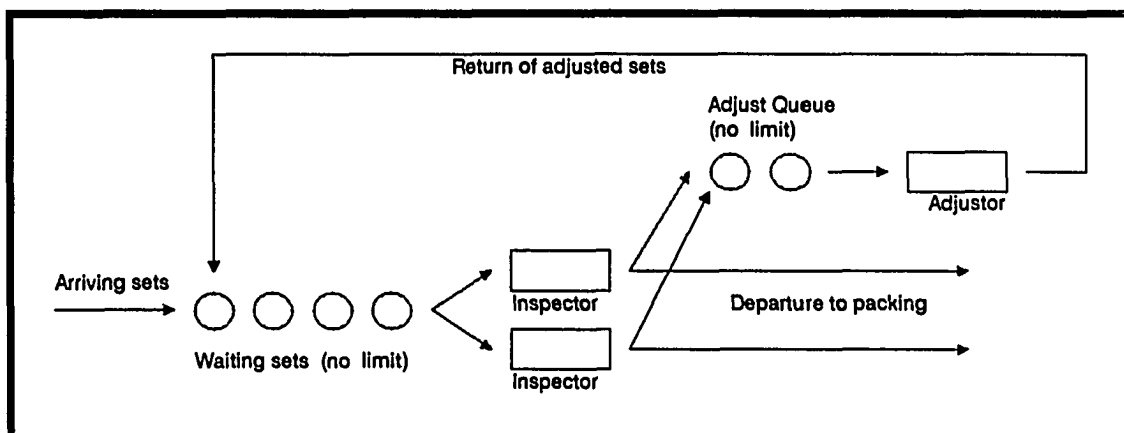 Return of adjusted sets
Adjust Queue
(no limit)
Adjustor
Arriving sets
Inspector
Departure to packing
Waiting sets (no limit)
Inspector